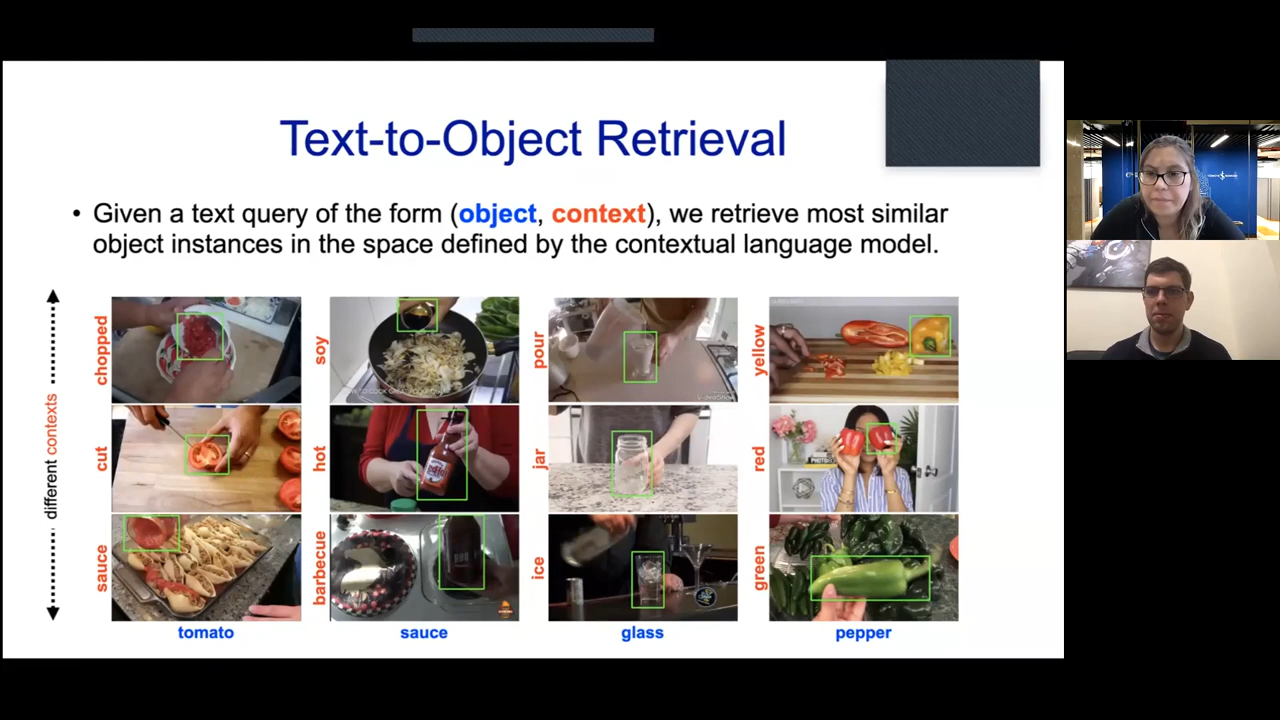 Text-to-Object Retrieval
• Given a text query of the form (object, context), we retrieve most similar
object instances in the space defined by the contextual language model.
different contexts
chopped
soy
pour
yellow
cut
hot
jar
red
sauce
barbecue
ice
green
tomato
sauce
glass
pepper